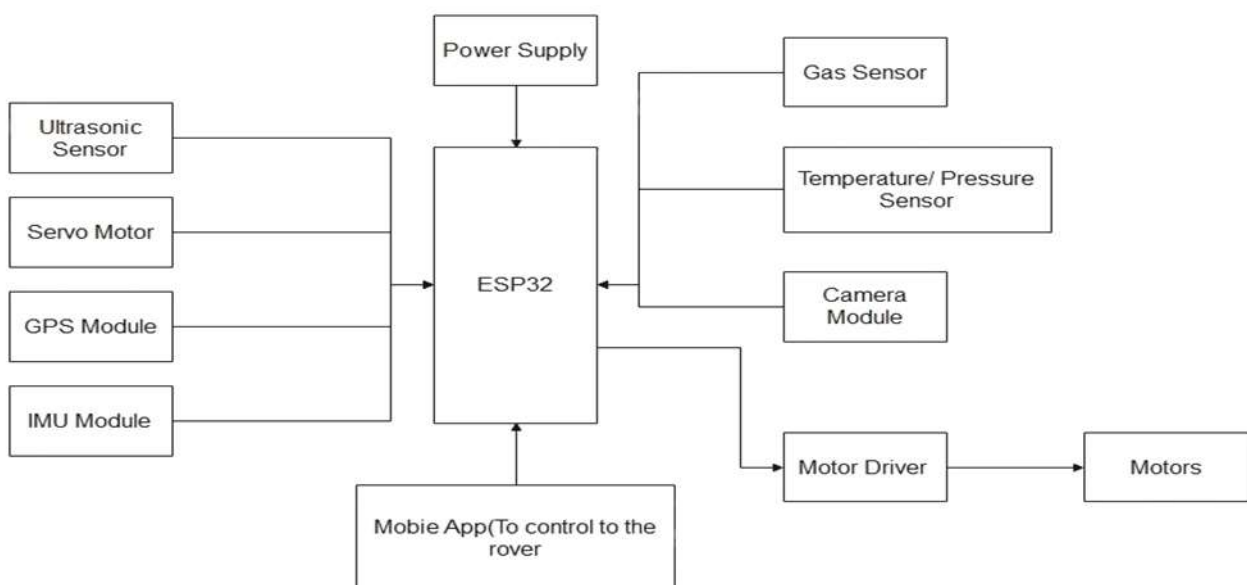 Power Supply
Gas Sensor
Ultrasonic
Sensor
Temperature/ Pressure
Sensor
Servo Motor
ESP32
GPS Module
Camera
Module
IMU Module
Motor Driver
Motors
Mobie App(To control to the
rover